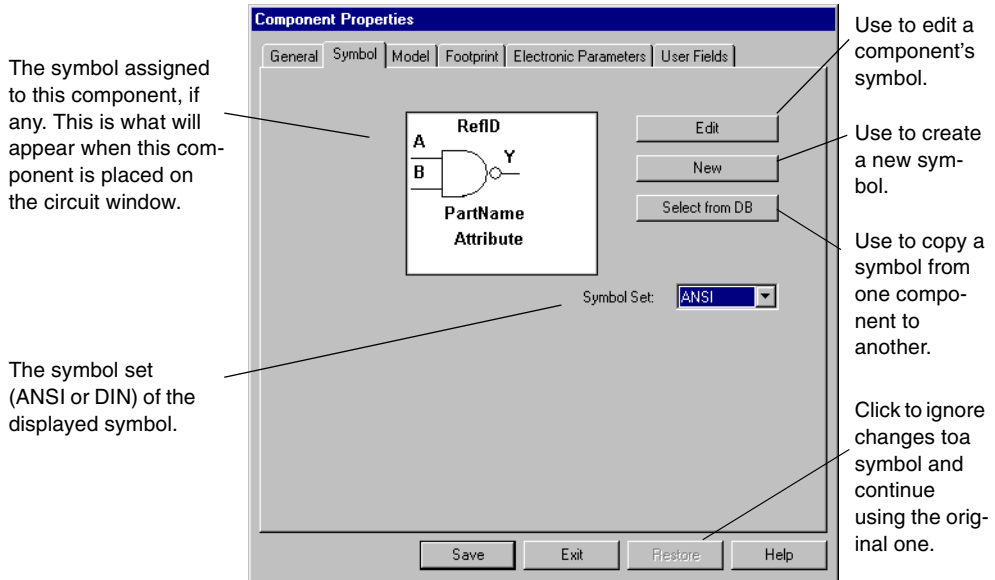 Component Properties
General Symbol Model Footprint Electronic Parameters User Fields
The symbol assigned
to this component, if
any. This is what will
appear when this com-
ponent is placed on
the circuit window.
RefID
A
B
Y
PartName
Attribute
Edit
New
Select from DB
Symbol Set: ANSI
Use to edit a
component's
symbol.
Use to create
a new sym-
bol.
Use to copy a
symbol from
one compo-
nent to
another.
The symbol set
(ANSI or DIN) of the
displayed symbol.
Click to ignore
changes toa
symbol and
continue
using the orig-
inal one.
Save Exit Restore Help